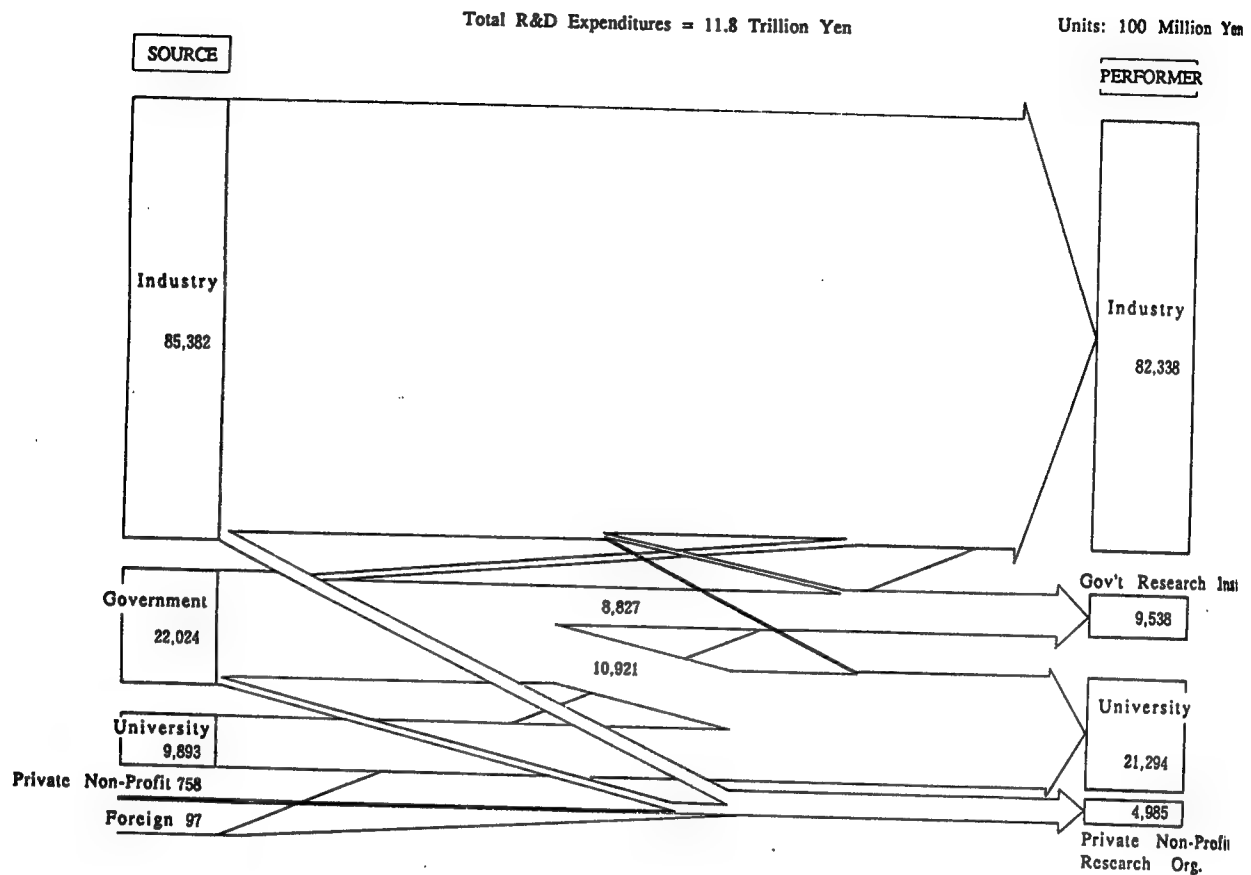 Total R&D Expenditures = 11.8 Trillion Yen
Units: 100 Million Yen
SOURCE
PERFORMER
Industry
85,382
Industry
82,338
Government
22,024
8,827
Gov't Research Insi
9,538
10,921
University
9,893
University
21,294
Private Non-Profit 758
Foreign 97
4,985
Private Non-Profit
Research Org.